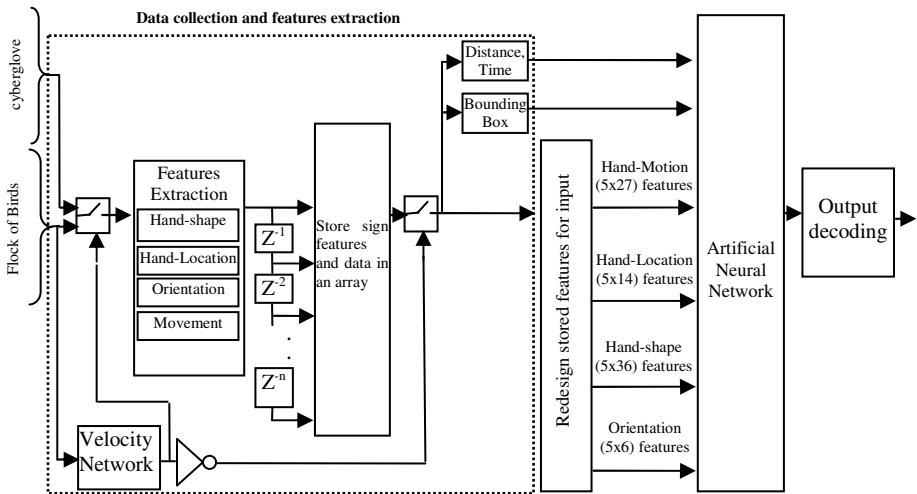 Data collection and features extraction
cyberglove
Flock of Birds
Features
Extraction
Hand-shape
Hand-Location
Orientation
Movement
Z-1
Z-2
.
.
Z-n
Store sign
features
and data in
an array
Velocity
Network
Distance,
Time
Bounding
Box
Redesign stored features for input
Hand-Motion
(5x27) features
Hand-Location
(5x14) features
Hand-shape
(5x36) features
Orientation
(5x6) features
Artificial
Neural
Network
Output
decoding